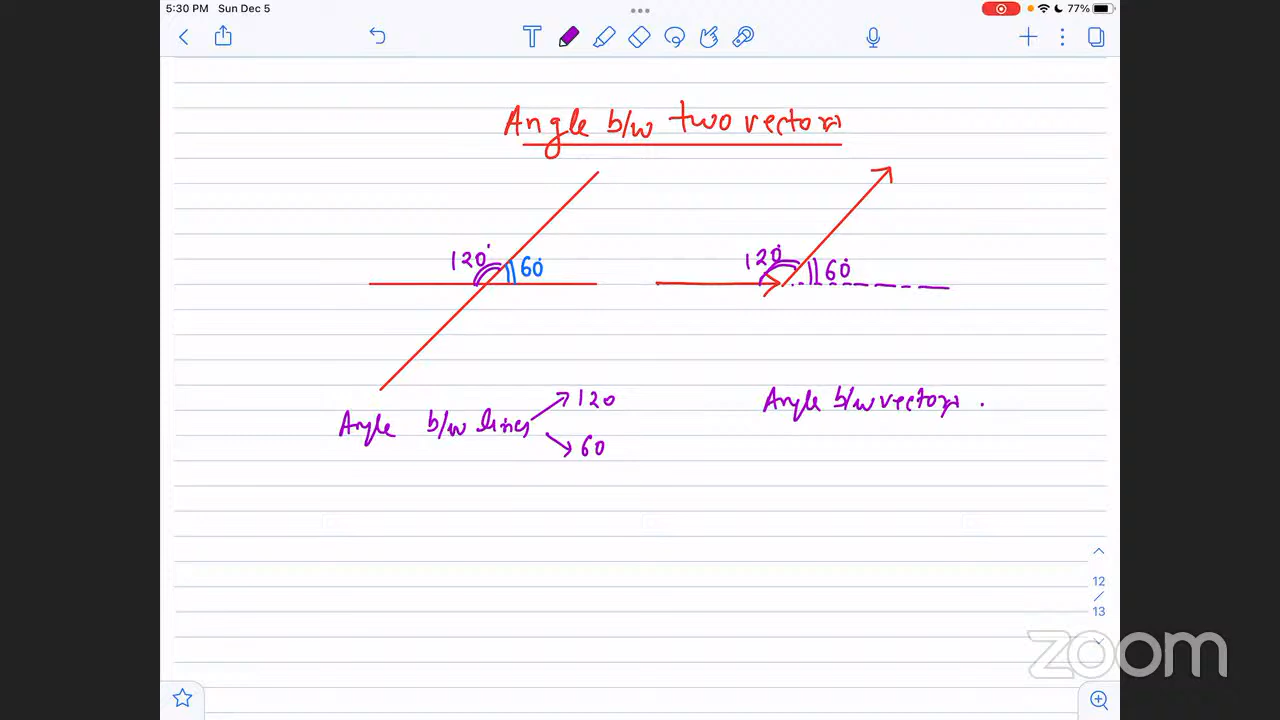 5:30 PM Sun Dec 5
77%
T
Angle b/w two vectors
120°
60°
120°
60°
Angle b/w lines
120
60
Angle b/w vectors .
12
/
13
zoom